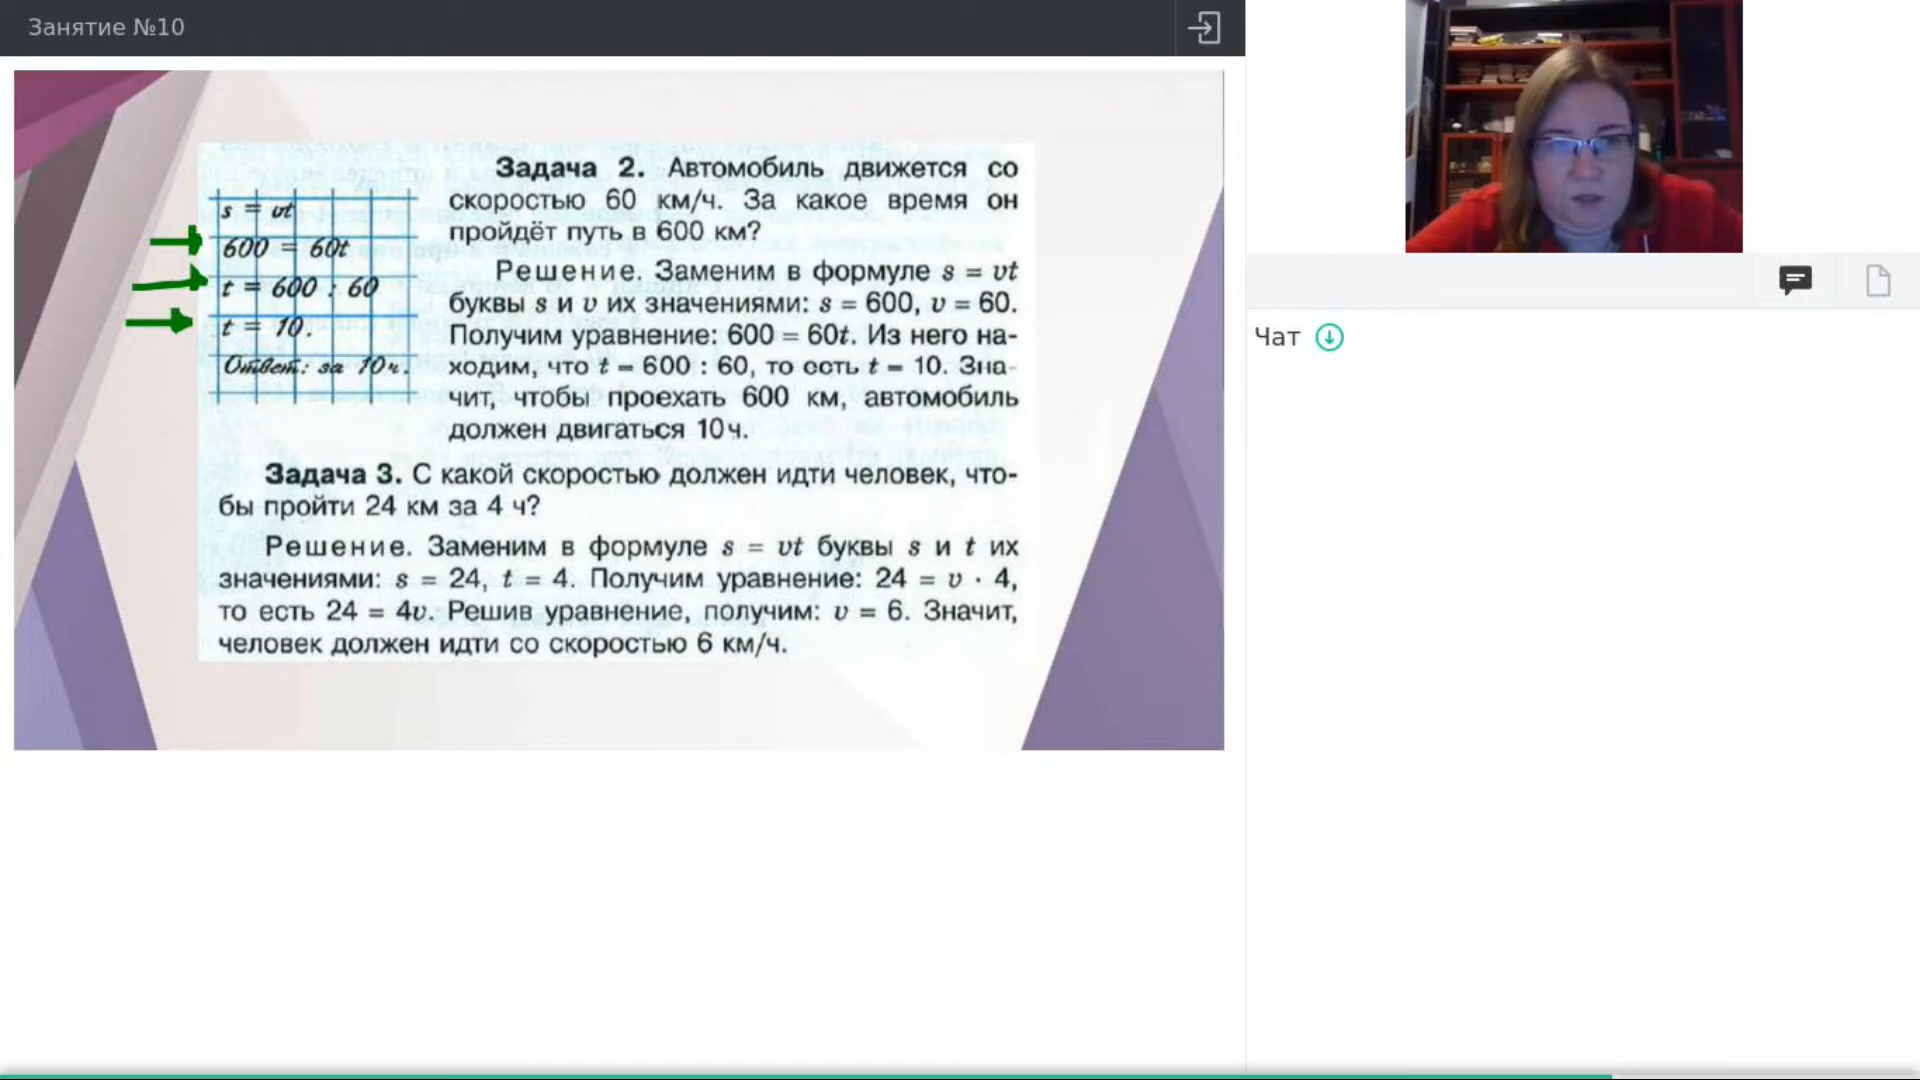 Занятие №10
s = vt
600 = 60t
t = 600 : 60
t = 10.
Ответ: за 10ч.
Задача 2. Автомобиль движется со
скоростью 60 км/ч. За какое время он
пройдёт путь в 600 км?
Решение. Заменим в формуле s = vt
буквы s и v их значениями: s = 600, v = 60.
Получим уравнение: 600 = 60t. Из него на-
ходим, что t = 600 : 60, то есть t = 10. Зна-
чит, чтобы проехать 600 км, автомобиль
должен двигаться 10ч.
Задача 3. С какой скоростью должен идти человек, что-
бы пройти 24 км за 4 ч?
Решение. Заменим в формуле s = vt буквы s и t их
значениями: s = 24, t = 4. Получим уравнение: 24 = v · 4,
то есть 24 = 4v. Решив уравнение, получим: v = 6. Значит,
человек должен идти со скоростью 6 км/ч.
Чат